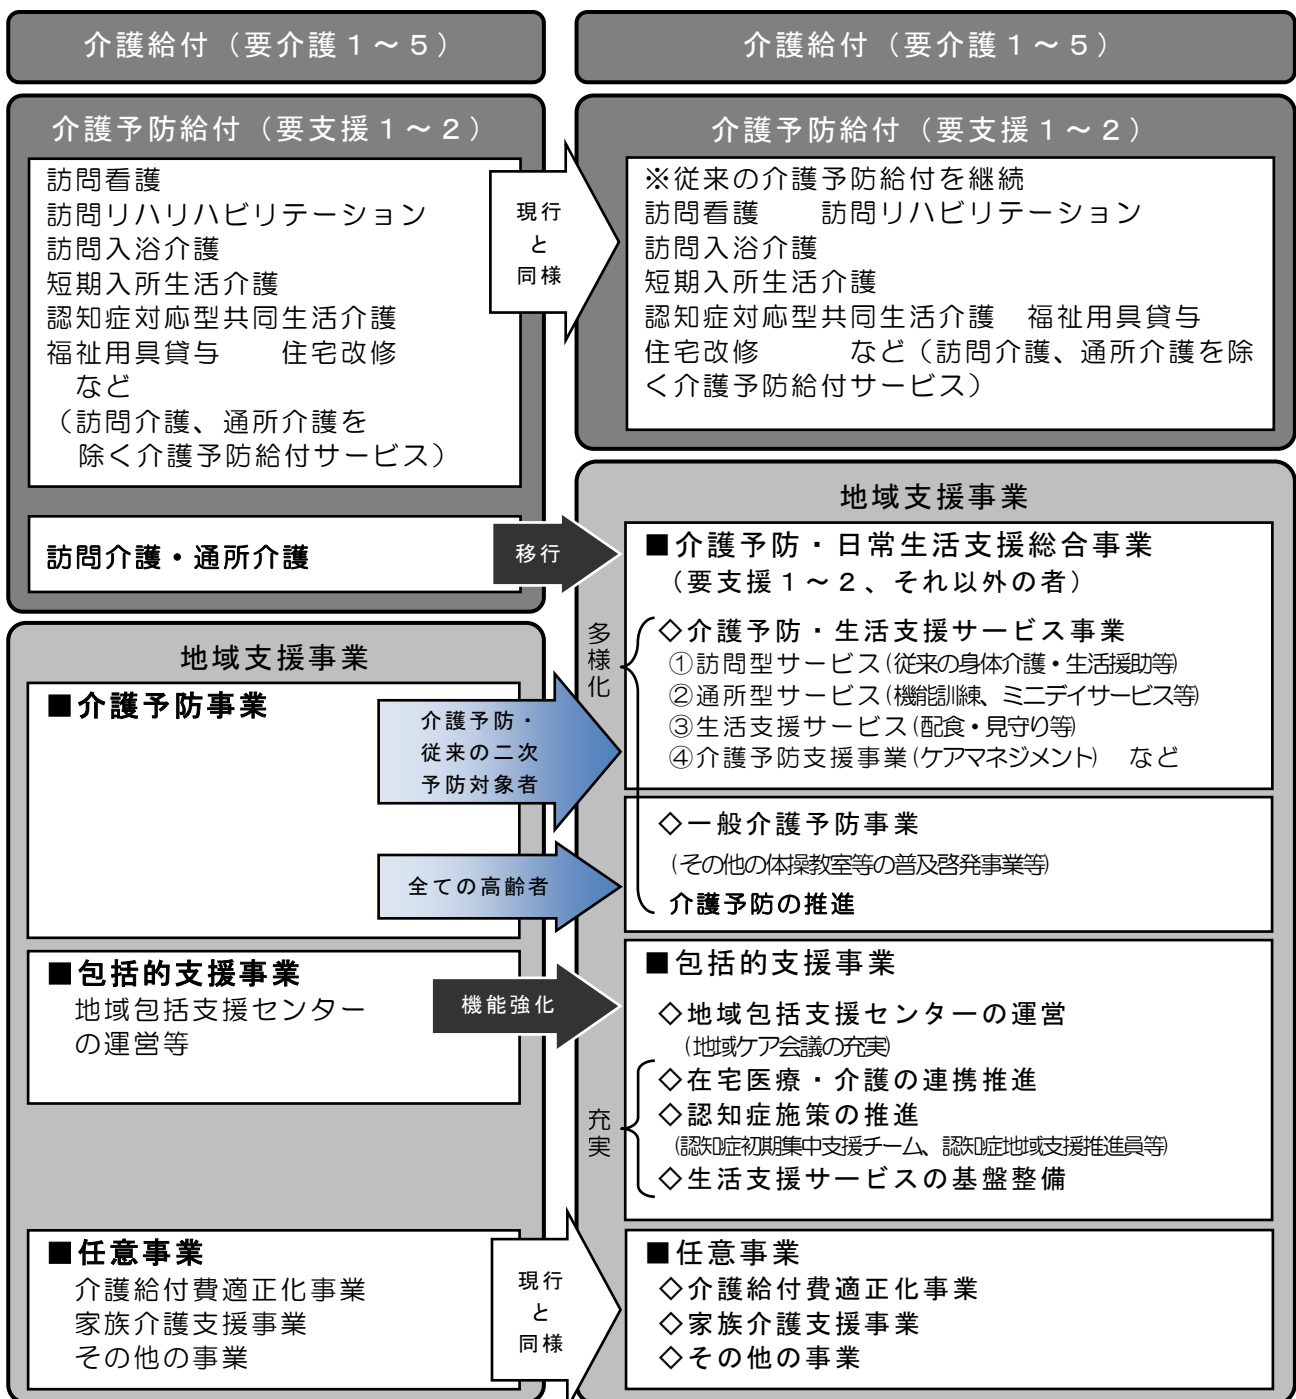 介護給付（要介護１～５）
介護予防給付（要支援１～２）
訪問看護
訪問リハリハビリテーション
訪問入浴介護
短期入所生活介護
認知症対応型共同生活介護
福祉用具貸与　　住宅改修
など
（訪問介護、通所介護を
除く介護予防給付サービス）
訪問介護・通所介護
現行
と
同様
移行
地域支援事業
■介護予防事業
介護予防・
従来の二次
予防対象者
全ての高齢者
■包括的支援事業
地域包括支援センター
の運営等
機能強化
■任意事業
介護給付費適正化事業
家族介護支援事業
その他の事業
現行
と
同様
介護給付（要介護１～５）
介護予防給付（要支援１～２）
※従来の介護予防給付を継続
訪問看護　　訪問リハビリテーション
訪問入浴介護
短期入所生活介護
認知症対応型共同生活介護　福祉用具貸与
住宅改修　　　など（訪問介護、通所介護を除
く介護予防給付サービス）
地域支援事業
■介護予防・日常生活支援総合事業
（要支援１～２、それ以外の者）
多様化
◇介護予防・生活支援サービス事業
①訪問型サービス(従来の身体介護・生活援助等)
②通所型サービス(機能訓練、ミニデイサービス等)
③生活支援サービス(配食・見守り等)
④介護予防支援事業(ケアマネジメント)　など
◇一般介護予防事業
(その他の体操教室等の普及啓発事業等)
介護予防の推進
■包括的支援事業
◇地域包括支援センターの運営
(地域ケア会議の充実)
充実
◇在宅医療・介護の連携推進
◇認知症施策の推進
(認知症初期集中支援チーム、認知症地域支援推進員等)
◇生活支援サービスの基盤整備
■任意事業
◇介護給付費適正化事業
◇家族介護支援事業
◇その他の事業